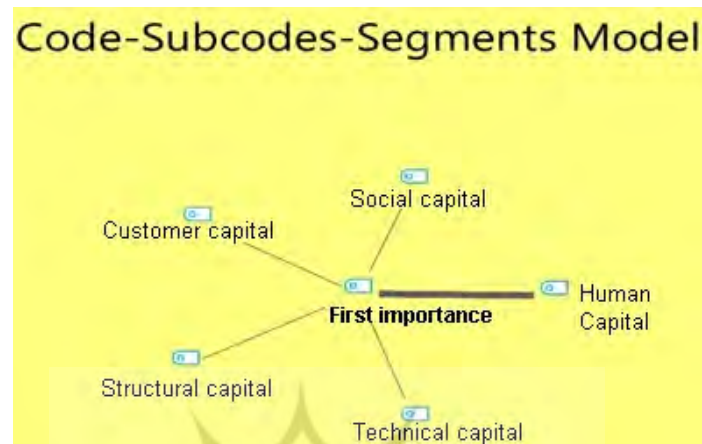 Code-Subcodes-Segments Model
Social capital
Customer capital
First importance
Human
Capital
Structural capital
Technical capital